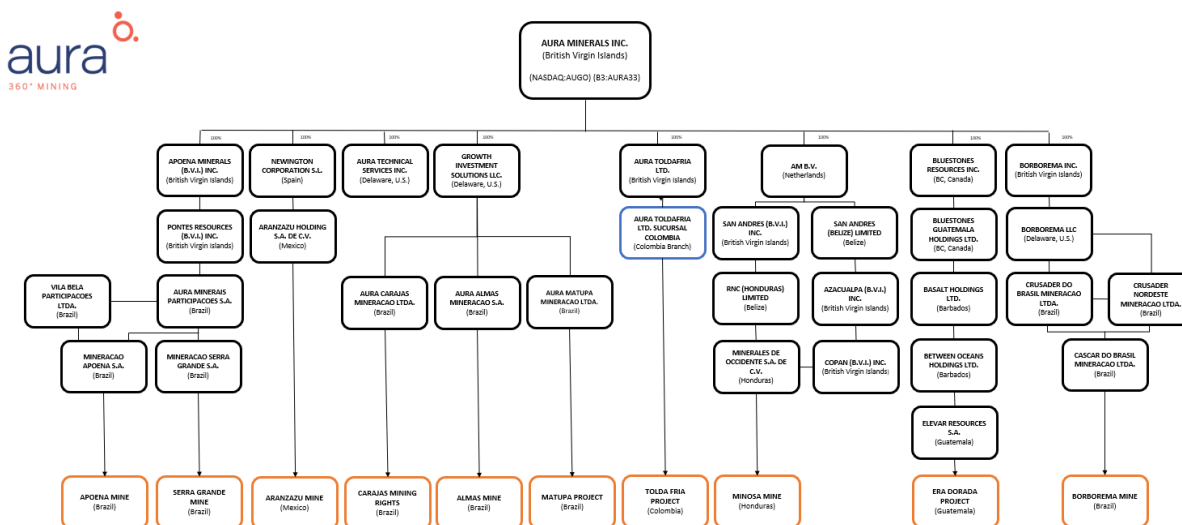 aura
360° MINING
AURA MINERALS INC.
(British Virgin Islands)
(NASDAQ:AUGO) (B3:AURA33)
100%
100%
100%
100%
100%
100%
100%
100%
APOENA MINERALS
(B.V.I.) INC.
(British Virgin Islands)
NEWINGTON
CORPORATION S.L.
(Spain)
AURA TECHNICAL
SERVICES INC.
(Delaware, U.S.)
GROWTH
INVESTMENT
SOLUTIONS LLC.
(Delaware, U.S.)
AURA TOLDAFRIA
LTD.
(British Virgin Islands)
AM B.V.
(Netherlands)
BLUESTONES
RESOURCES INC.
(BC, Canada)
BORBOREMA INC.
(British Virgin Islands)
PONTES RESOURCES
(B.V.I.) INC.
(British Virgin Islands)
ARANZAZU HOLDING
S.A. DE C.V.
(Mexico)
AURA TOLDAFRIA
LTD. SUCURSAL
COLOMBIA
(Colombia Branch)
SAN ANDRES (B.V.I.)
INC.
(British Virgin Islands)
SAN ANDRES
(BELIZE) LIMITED
(Belize)
BLUESTONES
GUATEMALA
HOLDINGS LTD.
(BC, Canada)
BORBOREMA LLC
(Delaware, U.S.)
VILA BELA
PARTICIPACOES
LTDA.
(Brazil)
AURA MINERAIS
PARTICIPACOES S.A.
(Brazil)
AURA CARAJAS
MINERACAO LTDA.
(Brazil)
AURA ALMAS
MINERACAO S.A.
(Brazil)
AURA MATUPA
MINERACAO LTDA.
(Brazil)
RNC (HONDURAS)
LIMITED
(Belize)
AZACUALPA (B.V.I.)
INC.
(British Virgin Islands)
BASALT HOLDINGS
LTD.
(Barbados)
CRUSADER DO
BRASIL MINERACAO
LTDA.
(Brazil)
CRUSADER
NORDESTE
MINERACAO LTDA.
(Brazil)
MINERACAO
APOENA S.A.
(Brazil)
MINERACAO SERRA
GRANDE S.A.
(Brazil)
MINERALES DE
OCCIDENTE S.A. DE
C.V.
(Honduras)
COPAN (B.V.I.) INC.
(British Virgin Islands)
BETWEEN OCEANS
HOLDINGS LTD.
(Barbados)
CASCAR DO BRASIL
MINERACAO LTDA.
(Brazil)
ELEVAR RESOURCES
S.A.
(Guatemala)
APOENA MINE
(Brazil)
SERRA GRANDE
MINE
(Brazil)
ARANZAZU MINE
(Mexico)
CARAJAS MINING
RIGHTS
(Brazil)
ALMAS MINE
(Brazil)
MATUPA PROJECT
(Brazil)
TOLDA FRIA
PROJECT
(Colombia)
MINOSA MINE
(Honduras)
ERA DORADA
PROJECT
(Guatemala)
BORBOREMA MINE
(Brazil)